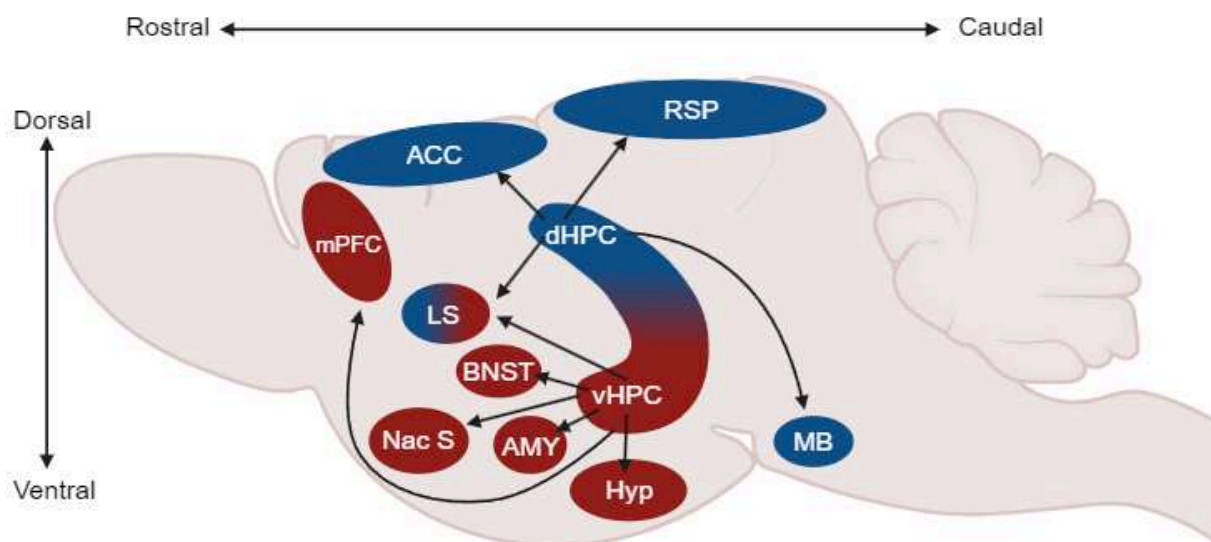 Rostral
Caudal
Dorsal
RSP
ACC
dHPC
mPFC
LS
BNST
vHPC
Nac S
AMY
MB
Ventral
Hyp